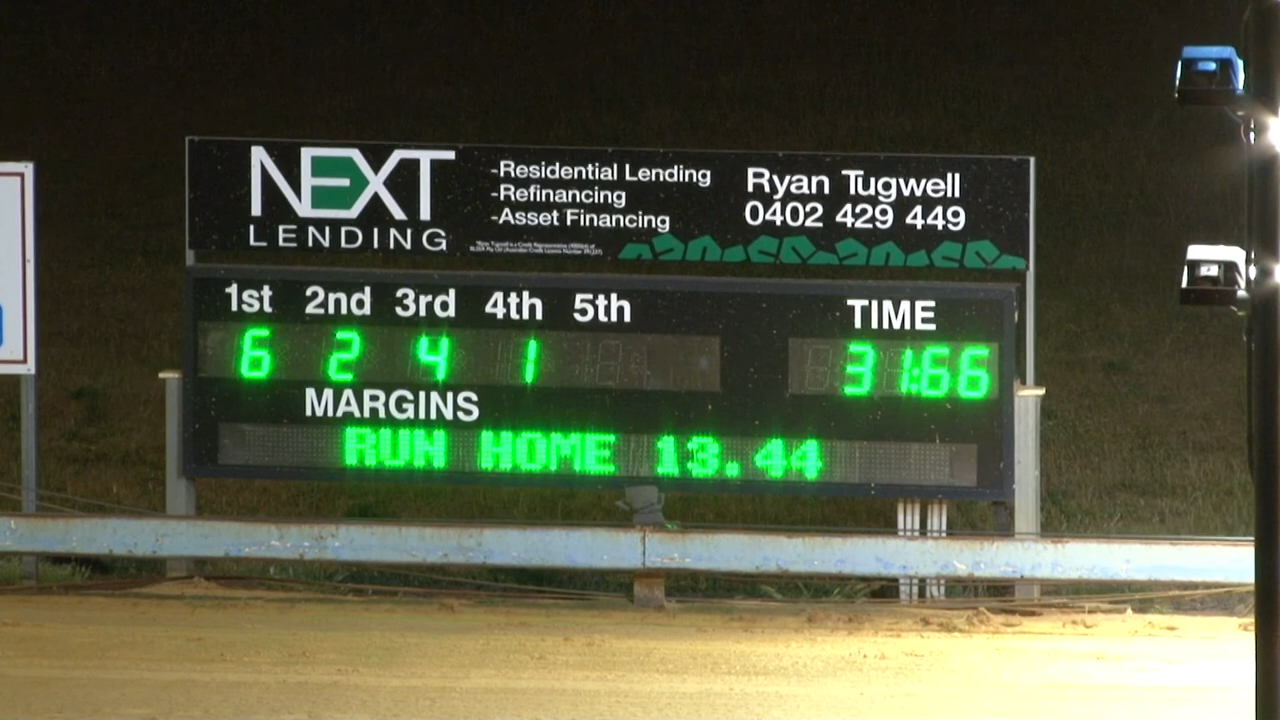 NEXT
LENDING
-Residential Lending
-Refinancing
-Asset Financing
Ryan Tugwell
0402 429 449
1st 2nd 3rd 4th 5th TIME
6 2 4 1 31:66
MARGINS
RUN HOME 13.44